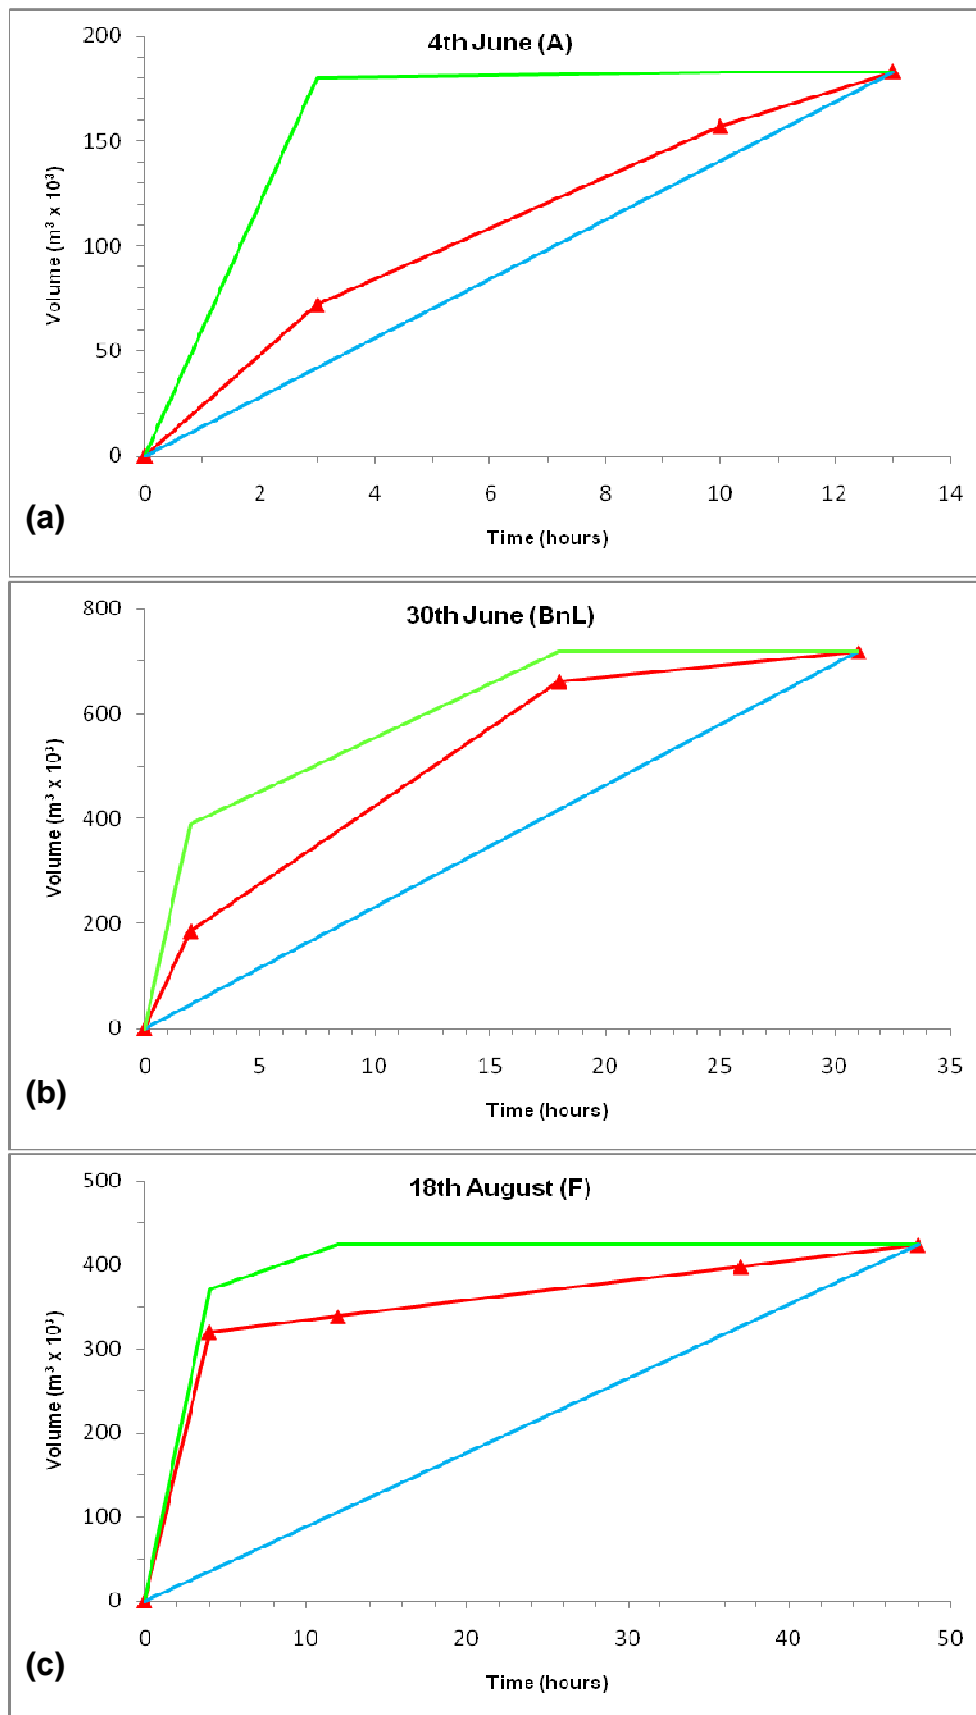 4th June (A)
200
150
100
50
0
Volume (m³ x 10³)
0 2 4 6 8 10 12 14
Time (hours)
(a)
30th June (BnL)
800
600
400
200
0
Volume (m³ x 10³)
0 5 10 15 20 25 30 35
Time (hours)
(b)
18th August (F)
500
400
300
200
100
0
Volume (m³ x 10³)
0 10 20 30 40 50
Time (hours)
(c)